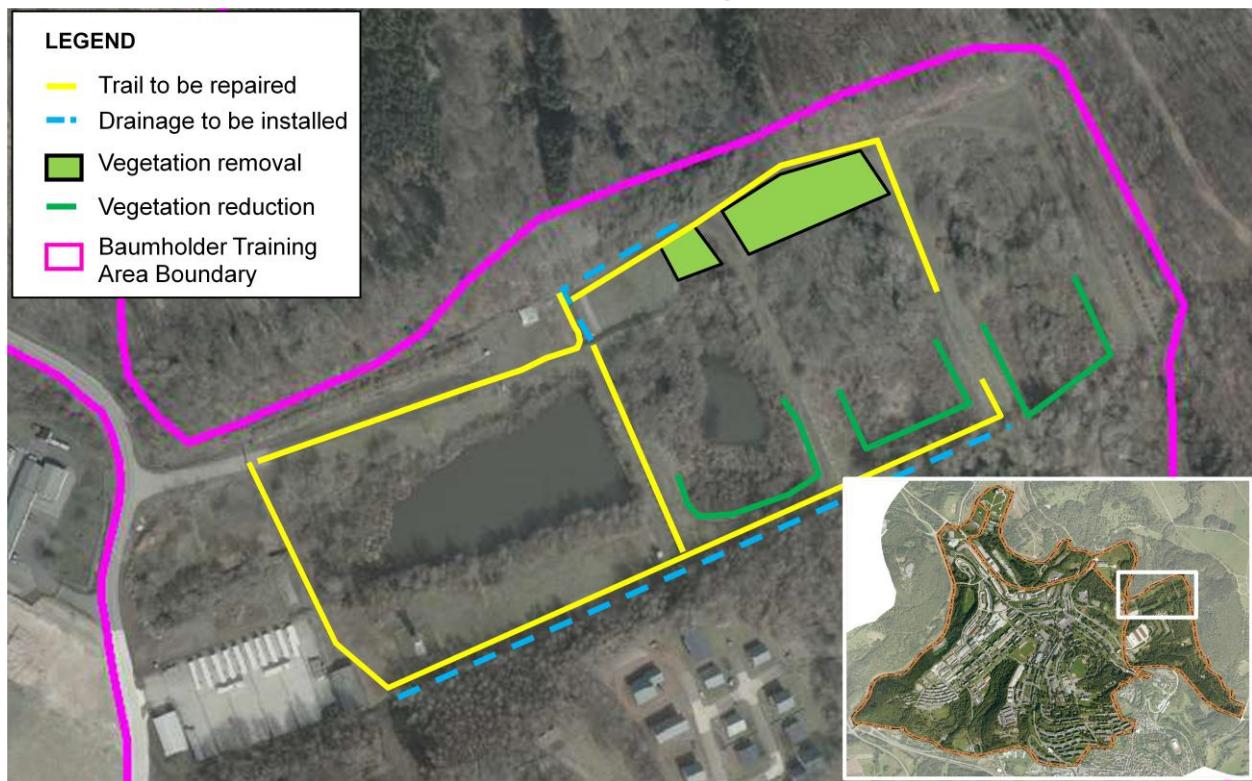 LEGEND
Trail to be repaired
Drainage to be installed
Vegetation removal
Vegetation reduction
Baumholder Training
Area Boundary